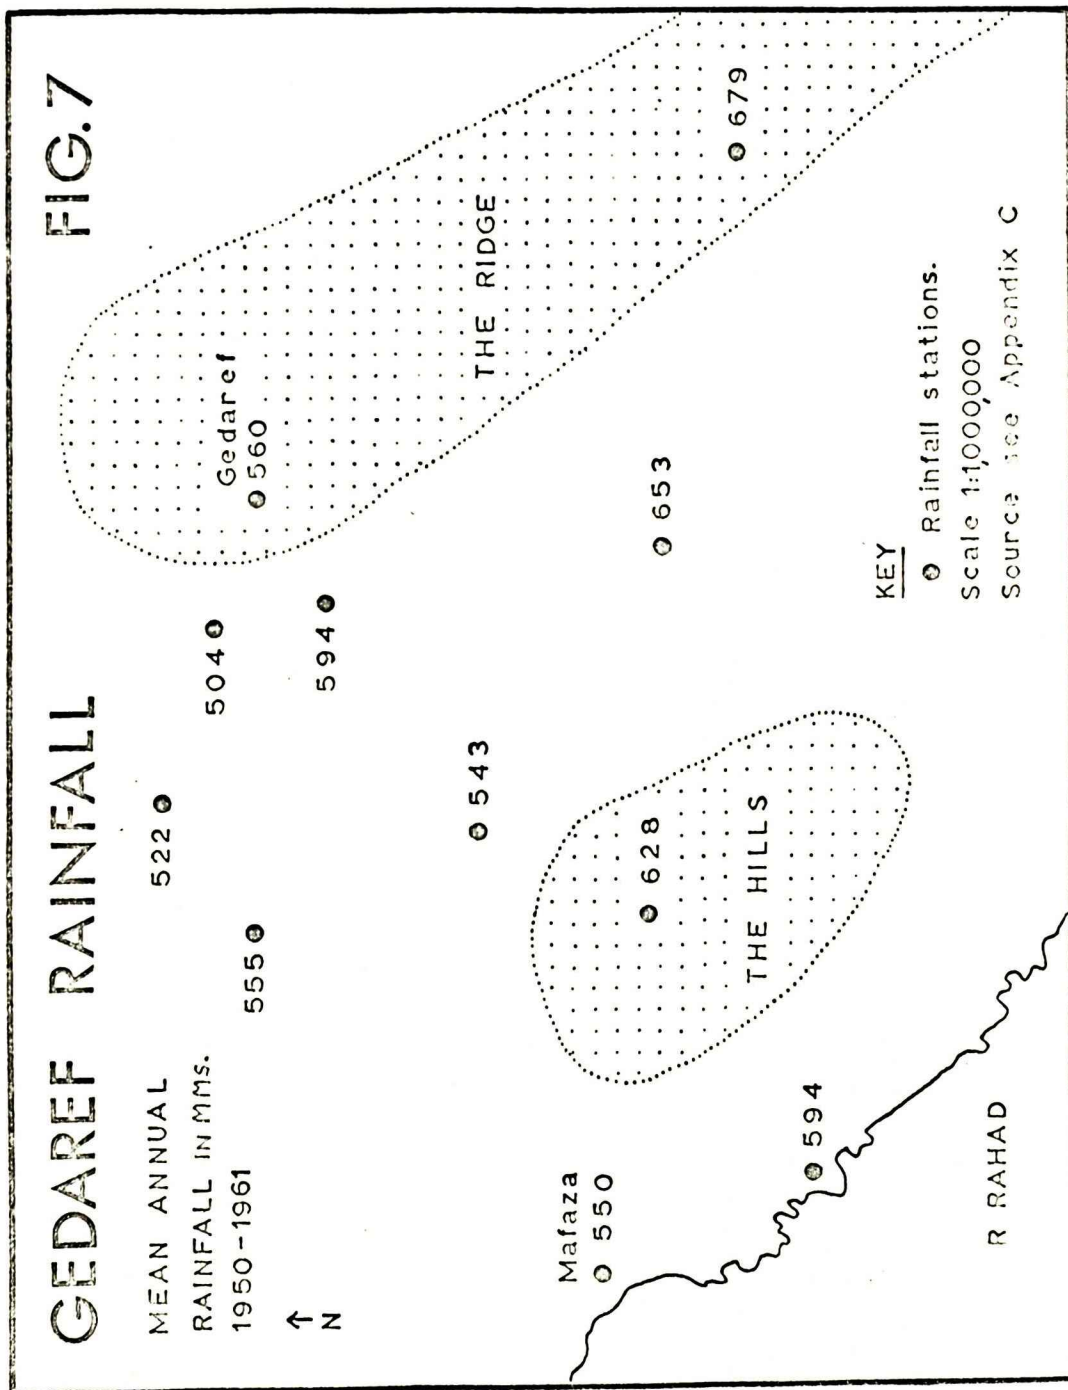 GEDAREF RAINFALL FIG. 7
MEAN ANNUAL
RAINFALL IN MMS.
1950-1961
↑
N
522
504
555
594
Gedaref
560
543
THE RIDGE
653
679
Mafaza
550
628
THE HILLS
594
R RAHAD
KEY
Rainfall stations.
Scale 1:1,000,000
Source see Appendix C